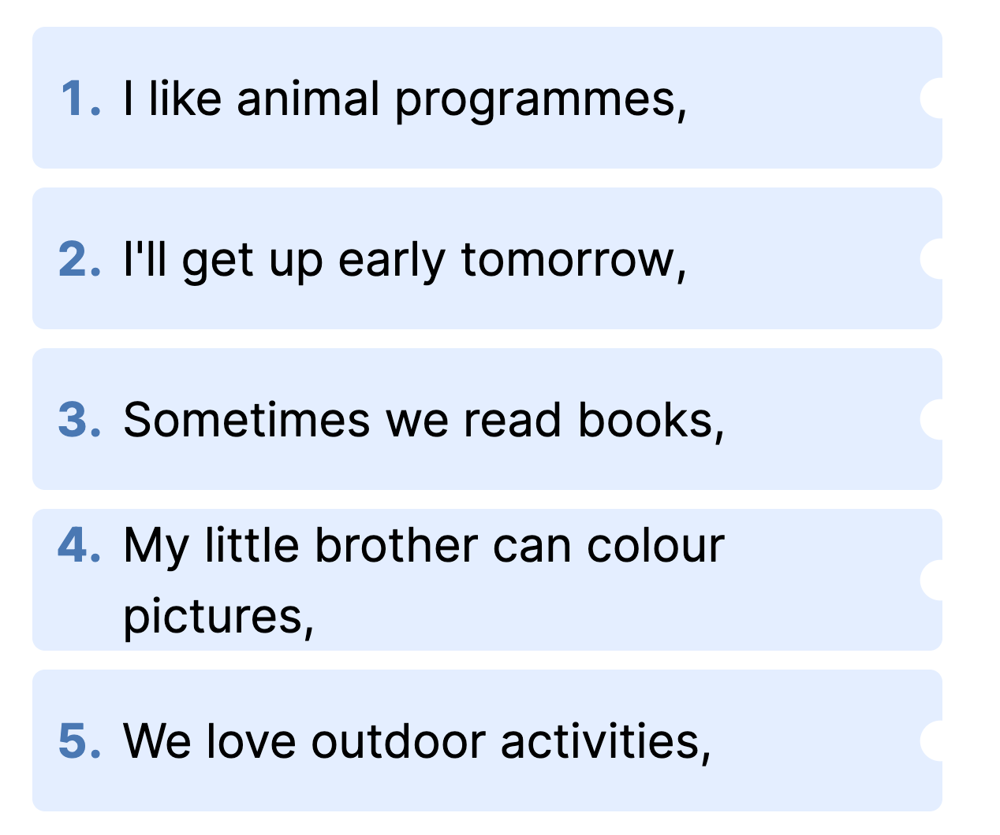 1. I like animal programmes,
2. I'll get up early tomorrow,
3. Sometimes we read books,
4. My little brother can colour
pictures,
5. We love outdoor activities,